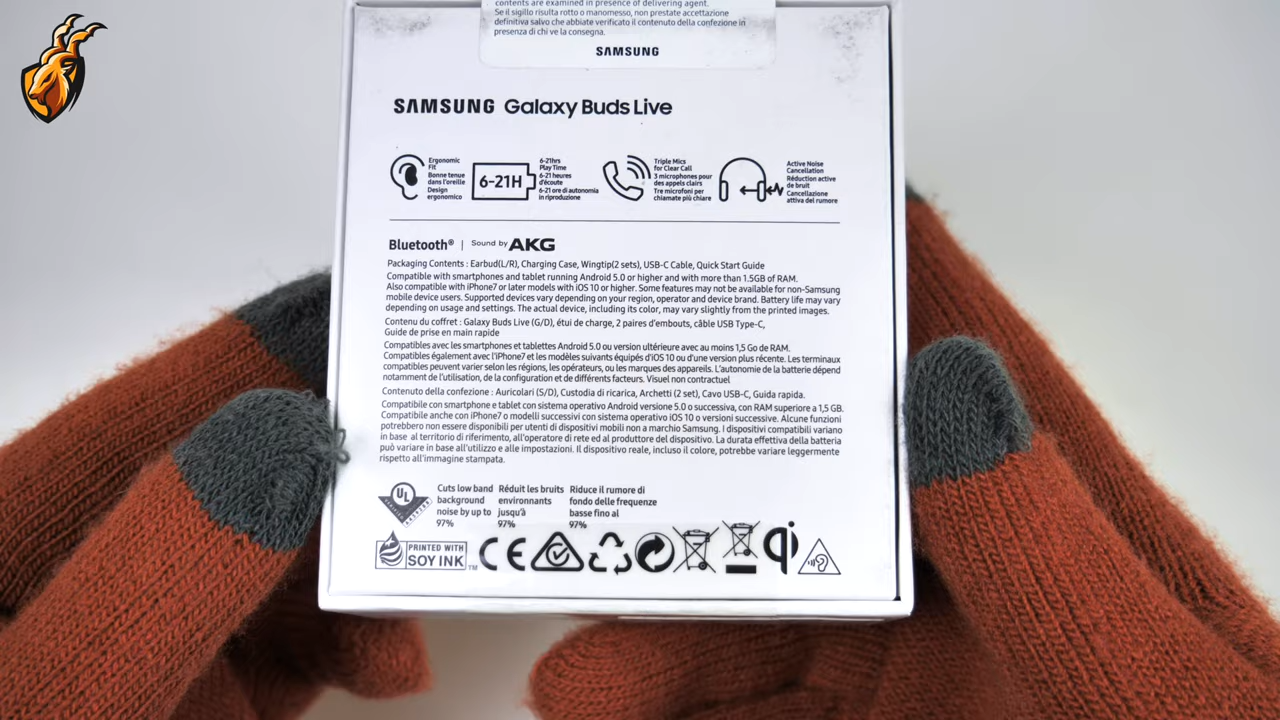 contents are examined in presence of delivering agent.
Se il sigillo risulta rotto o manomesso, non prestate accettazione
definitiva salvo che abbiate verificato il contenuto della confezione in
presenza di chi ve la consegna.
SAMSUNG
SAMSUNG Galaxy Buds Live
Ergonomic
Fit
Bonne tenue
dans l'oreille
Design
ergonomico
6-21H
6-21hrs
Play Time
6-21 heures
d'écoute
6-21 ore di autonomia
in riproduzione
Triple Mics
for Clear Call
3 microphones pour
des appels clairs
Tre microfoni per
chiamate più chiare
Active Noise
Cancellation
Réduction active
de bruit
Cancellazione
attiva del rumore
Bluetooth® | Sound by AKG
Packaging Contents : Earbud(L/R), Charging Case, Wingtip(2 sets), USB-C Cable, Quick Start Guide
Compatible with smartphones and tablet running Android 5.0 or higher and with more than 1.5GB of RAM.
Also compatible with iPhone7 or later models with iOS 10 or higher. Some features may not be available for non-Samsung
mobile device users. Supported devices vary depending on your region, operator and device brand. Battery life may vary
depending on usage and settings. The actual device, including its color, may vary slightly from the printed images.
Contenu du coffret : Galaxy Buds Live (G/D), étui de charge, 2 paires d'embouts, câble USB Type-C,
Guide de prise en main rapide
Compatibles avec les smartphones et tablettes Android 5.0 ou version ultérieure avec au moins 1,5 Go de RAM.
Compatibles également avec l'iPhone7 et les modèles suivants équipés d'iOS 10 ou d'une version plus récente. Les terminaux
compatibles peuvent varier selon les régions, les opérateurs, ou les marques des appareils. L'autonomie de la batterie dépend
notamment de l'utilisation, de la configuration et de différents facteurs. Visuel non contractuel
Contenuto della confezione : Auricolari (S/D), Custodia di ricarica, Archetti (2 set), Cavo USB-C, Guida rapida.
Compatibile con smartphone e tablet con sistema operativo Android versione 5.0 o successiva, con RAM superiore a 1,5 GB.
Compatibile anche con iPhone7 o modelli successivi con sistema operativo iOS 10 o versioni successive. Alcune funzioni
potrebbero non essere disponibili per utenti di dispositivi mobili non a marchio Samsung. I dispositivi compatibili variano
in base al territorio di riferimento, all'operatore di rete ed al produttore del dispositivo. La durata effettiva della batteria
può variare in base all'utilizzo e alle impostazioni. Il dispositivo reale, incluso il colore, potrebbe variare leggermente
rispetto all'immagine stampata.
UL
Cuts low band
background
noise by up to
97%
Réduit les bruits
environnants
jusqu'à
97%
Riduce il rumore di
fondo delle frequenze
basse fino al
97%
PRINTED WITH
SOY INK™
CE
qi